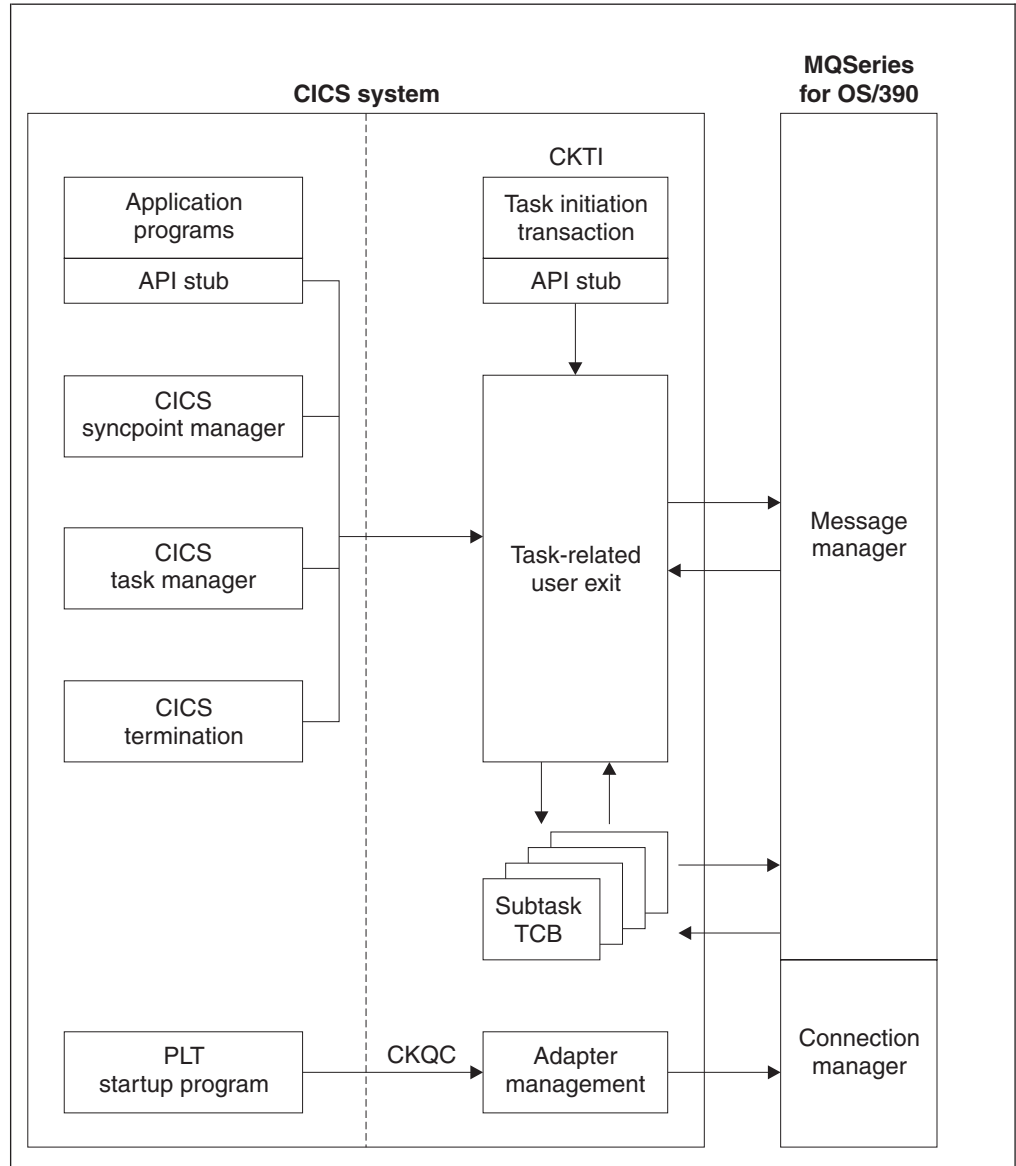 MQSeries
for OS/390
CICS system
CKTI
Application
programs
API stub
Task initiation
transaction
API stub
CICS
syncpoint manager
CICS
task manager
Task-related
user exit
Message
manager
CICS
termination
Subtask
TCB
PLT
startup program
CKQC
Adapter
management
Connection
manager